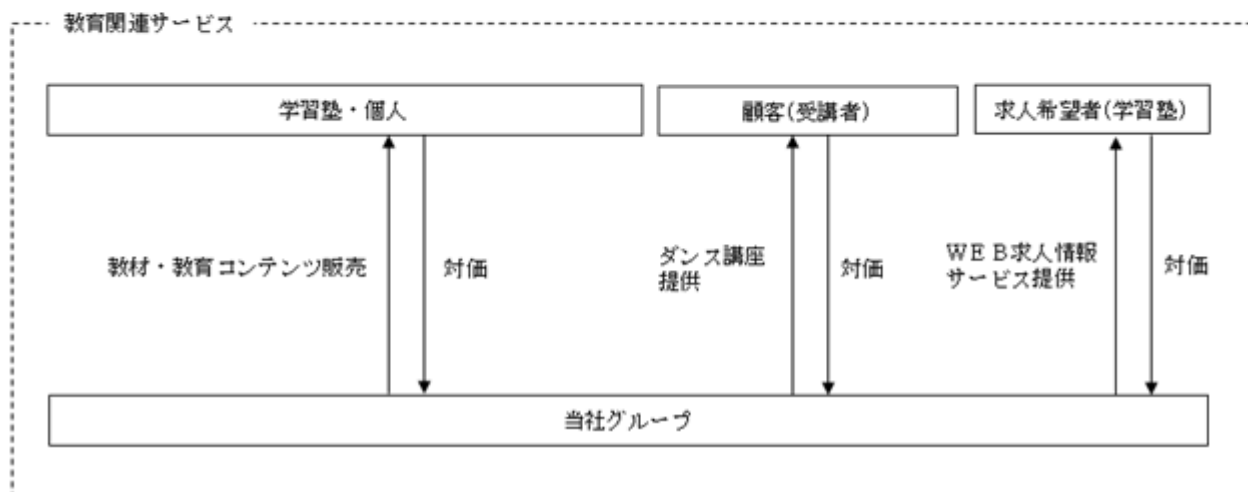 教育関連サービス
学習塾・個人
顧客(受講者)
求人希望者(学習塾)
教材・教育コンテンツ販売
対価
ダンス講座
提供
対価
WEB求人情報
サービス提供
対価
当社グループ